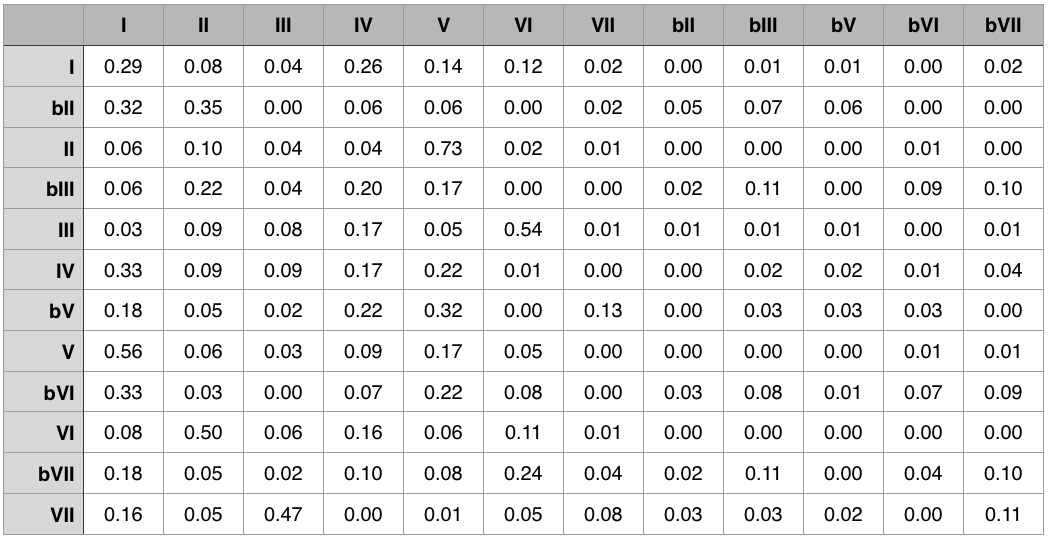 I II III IV V VI VII bII bIII bV bVI bVII
I 0.29 0.08 0.04 0.26 0.14 0.12 0.02 0.00 0.01 0.01 0.00 0.02
bII 0.32 0.35 0.00 0.06 0.06 0.00 0.02 0.05 0.07 0.06 0.00 0.00
II 0.06 0.10 0.04 0.04 0.73 0.02 0.01 0.00 0.00 0.00 0.01 0.00
bIII 0.06 0.22 0.04 0.20 0.17 0.00 0.00 0.02 0.11 0.00 0.09 0.10
III 0.03 0.09 0.08 0.17 0.05 0.54 0.01 0.01 0.01 0.01 0.00 0.01
IV 0.33 0.09 0.09 0.17 0.22 0.01 0.00 0.00 0.02 0.02 0.01 0.04
bV 0.18 0.05 0.02 0.22 0.32 0.00 0.13 0.00 0.03 0.03 0.03 0.00
V 0.56 0.06 0.03 0.09 0.17 0.05 0.00 0.00 0.00 0.00 0.01 0.01
bVI 0.33 0.03 0.00 0.07 0.22 0.08 0.00 0.03 0.08 0.01 0.07 0.09
VI 0.08 0.50 0.06 0.16 0.06 0.11 0.01 0.00 0.00 0.00 0.00 0.00
bVII 0.18 0.05 0.02 0.10 0.08 0.24 0.04 0.02 0.11 0.00 0.04 0.10
VII 0.16 0.05 0.47 0.00 0.01 0.05 0.08 0.03 0.03 0.02 0.00 0.11